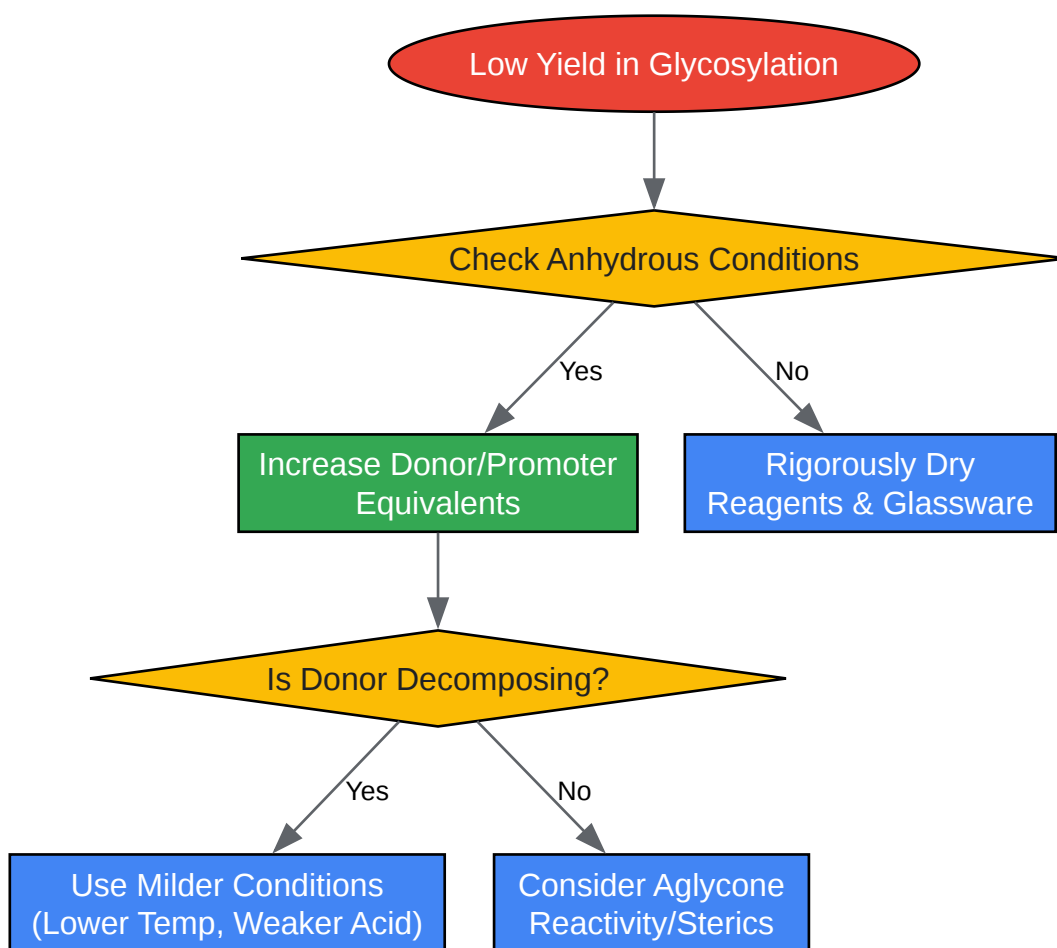 Low Yield in Glycosylation
Check Anhydrous Conditions
Yes
No
Increase Donor/Promoter
Equivalents
Rigorously Dry
Reagents & Glassware
Is Donor Decomposing?
Yes
No
Use Milder Conditions
(Lower Temp, Weaker Acid)
Consider Aglycone
Reactivity/Sterics